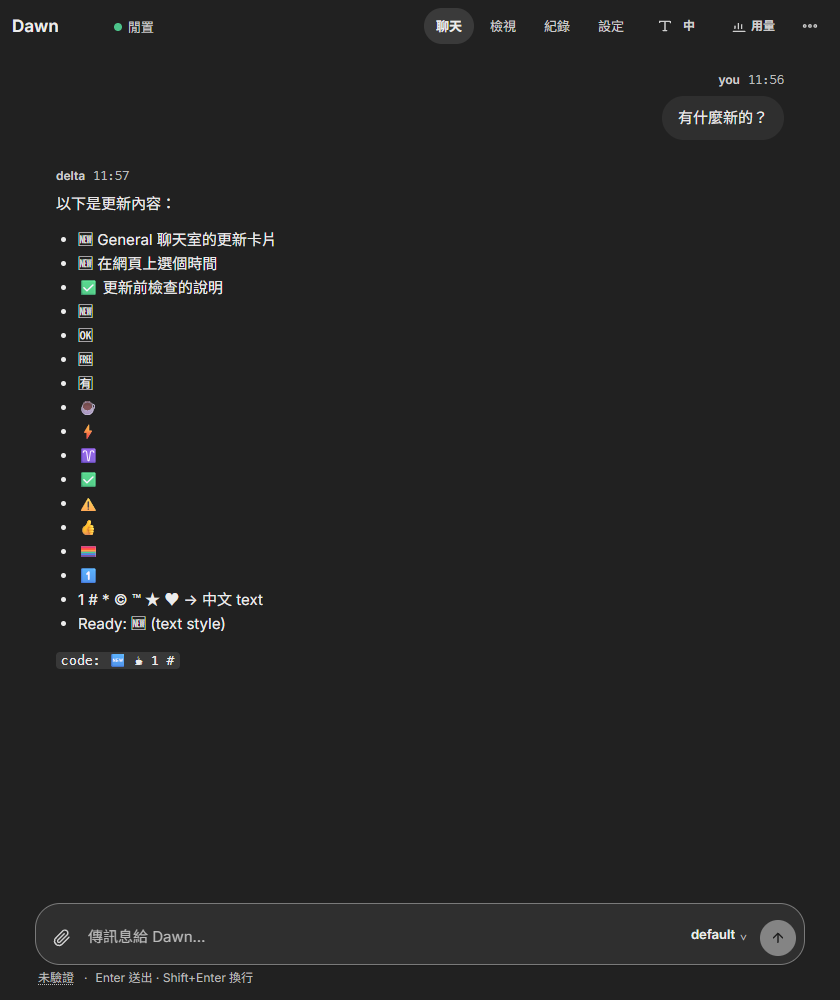 Dawn
閒置
聊天
檢視
紀錄
設定
T 中
用量
you 11:56
有什麼新的？
delta 11:57
以下是更新內容：
• 🆕 General 聊天室的更新卡片
• 🆕 在網頁上選個時間
• ✅ 更新前檢查的說明
• 🆕
• 🆗
• 🆓
• 🈶
• ☕
• ⚡
• ♈
• ✅
• ⚠️
• 👍
• 🏳️‍🌈
• 1️⃣
• 1 # * © ™ ★ ♥ → 中文 text
• Ready: 🆕 (text style)
code: 🆕 ☕ 1 #
傳訊息給 Dawn...
default
未驗證 · Enter 送出 · Shift+Enter 換行